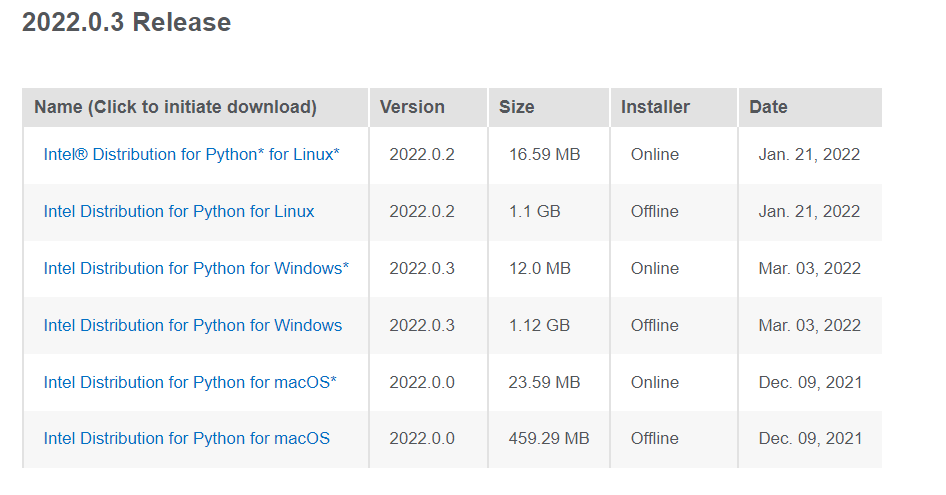 2022.0.3 Release
Name (Click to initiate download) Version Size Installer Date
Intel® Distribution for Python* for Linux* 2022.0.2 16.59 MB Online Jan. 21, 2022
Intel Distribution for Python for Linux 2022.0.2 1.1 GB Offline Jan. 21, 2022
Intel Distribution for Python for Windows* 2022.0.3 12.0 MB Online Mar. 03, 2022
Intel Distribution for Python for Windows 2022.0.3 1.12 GB Offline Mar. 03, 2022
Intel Distribution for Python for macOS* 2022.0.0 23.59 MB Online Dec. 09, 2021
Intel Distribution for Python for macOS 2022.0.0 459.29 MB Offline Dec. 09, 2021